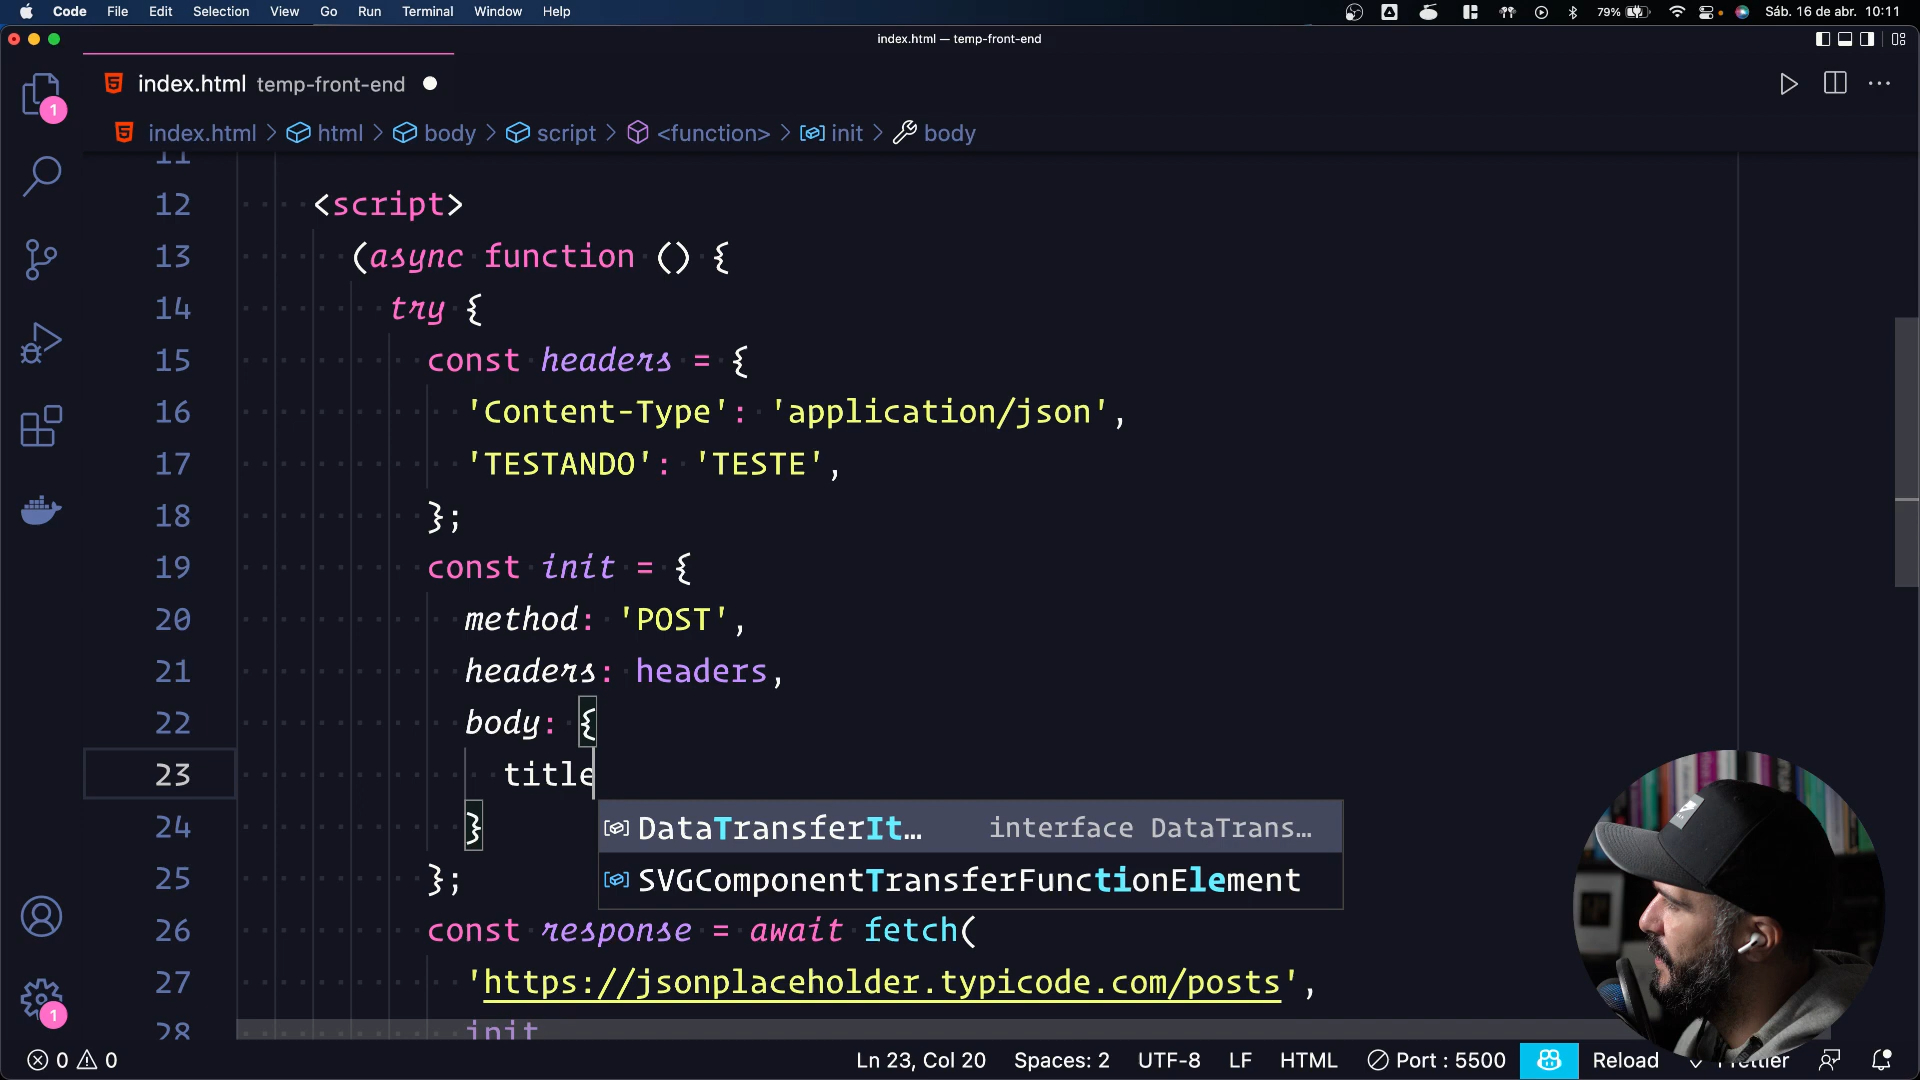 Code File Edit Selection View Go Run Terminal Window Help 79% Sáb. 16 de abr. 10:11
index.html — temp-front-end
1 index.html temp-front-end
index.html > html > body > script > <function> > init > body
11
12 <script>
13 (async function () {
14 try {
15 const headers = {
16 'Content-Type': 'application/json',
17 'TESTANDO': 'TESTE',
18 };
19 const init = {
20 method: 'POST',
21 headers: headers,
22 body: {
23 title
24 }
DataTransferIt… interface DataTrans…
25 };
SVGComponentTransferFunctionElement
26 const response = await fetch(
27 'https://jsonplaceholder.typicode.com/posts',
28 init
1
0 0 Ln 23, Col 20 Spaces: 2 UTF-8 LF HTML Port : 5500 Reload Prettier